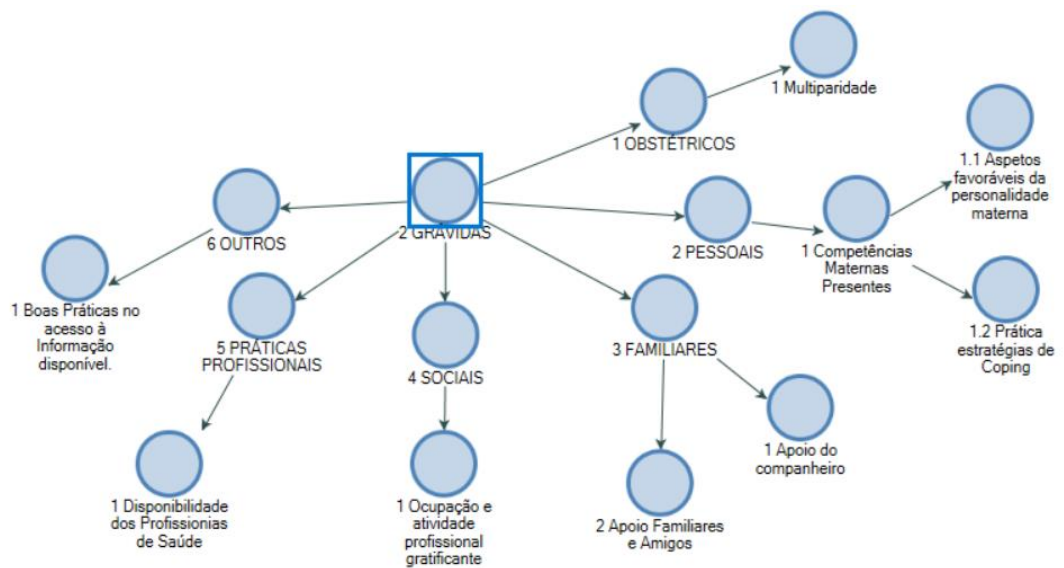 1 Multiparidade
1 OBSTÉTRICOS
1.1 Aspetos
favoráveis da
personalidade
materna
2 GRÁVIDAS
6 OUTROS
2 PESSOAIS
1 Competências
Maternas
Presentes
1 Boas Práticas no
acesso à
Informação
disponível.
5 PRÁTICAS
PROFISSIONAIS
4 SOCIAIS
3 FAMILIARES
1.2 Prática
estratégias de
Coping
1 Apoio do
companheiro
1 Disponibilidade
dos Profissionias
de Saúde
1 Ocupação e
atividade
profissional
gratificante
2 Apoio Familiares
e Amigos